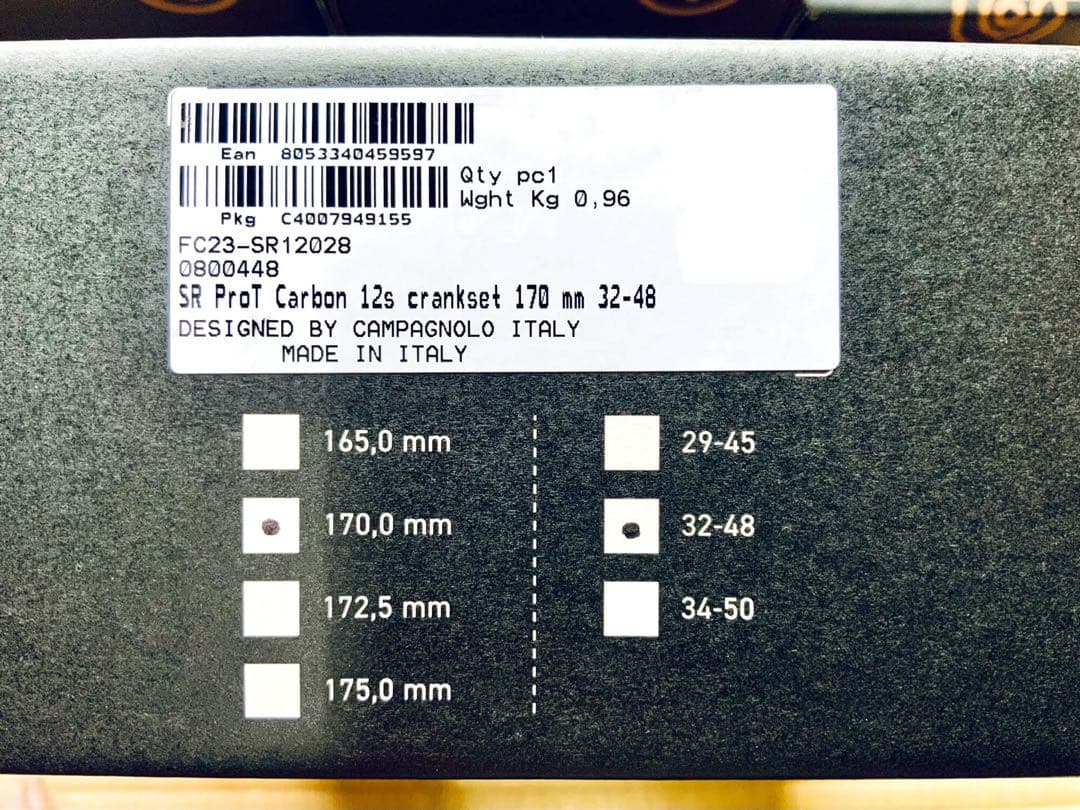 Ean 8053340459597
Qty pc1
Wght Kg 0,96
Pkg C4007949155
FC23-SR12028
0800448
SR ProT Carbon 12s crankset 170 mm 32-48
DESIGNED BY CAMPAGNOLO ITALY
MADE IN ITALY
165,0 mm
170,0 mm
172,5 mm
175,0 mm
29-45
32-48
34-50